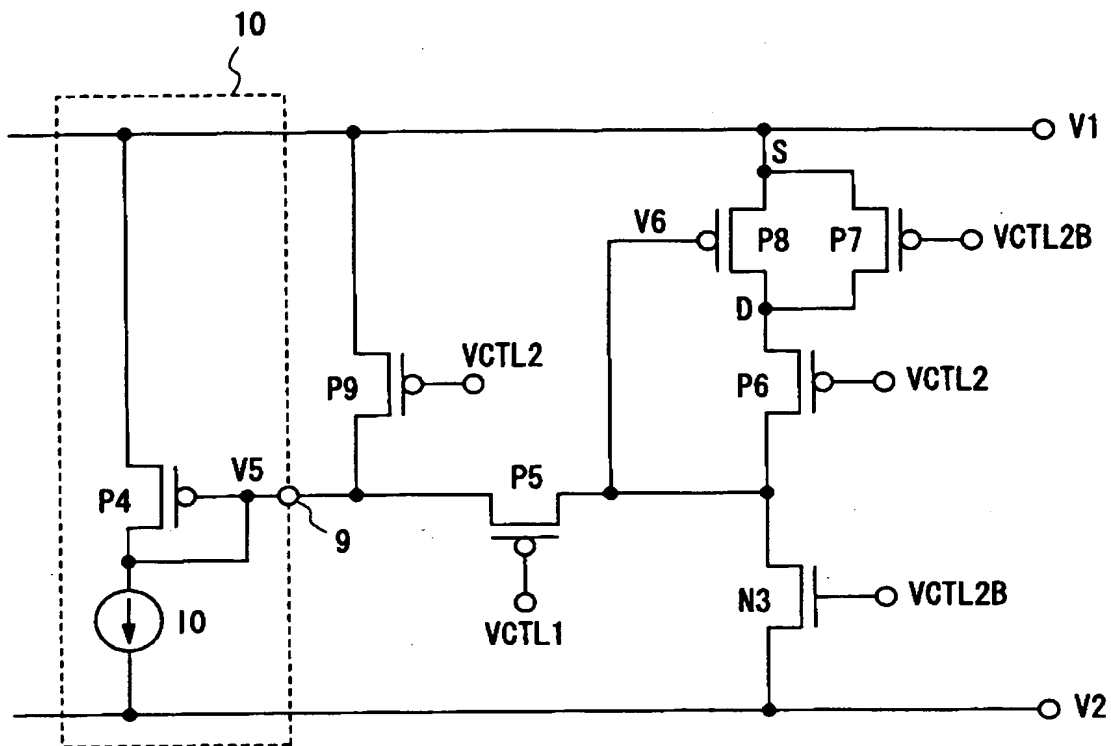 10
V1
S
V6
P8
P7
VCTL2B
D
VCTL2
P9
P6
VCTL2
V5
P5
P4
9
N3
VCTL2B
I0
VCTL1
V2